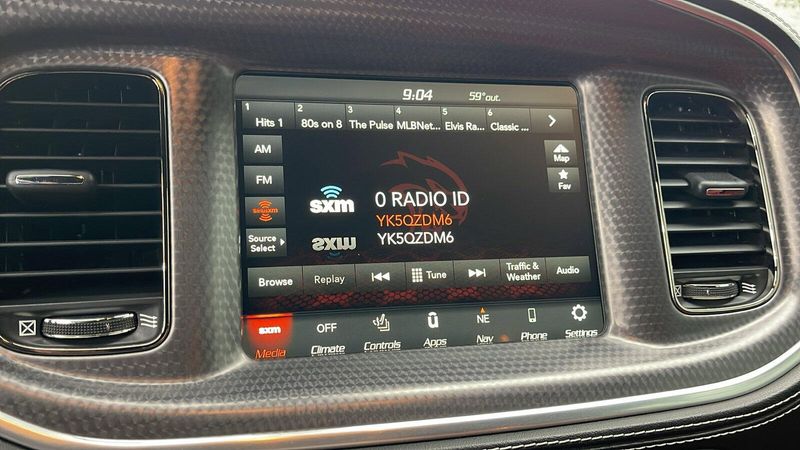 9:04 59° out.
1 2 3 4 5 6
Hits 1 80s on 8 The Pulse MLBNet... Elvis Ra... Classic ...
AM
Map
FM
Fav
siriusxm
sxm
0 RADIO ID
YK5QZDM6
YK5QZDM6
sxm
Source
Select
Browse Replay Tune Traffic &
Weather Audio
sxm OFF NE
Media Climate Controls Apps Nav Phone Settings